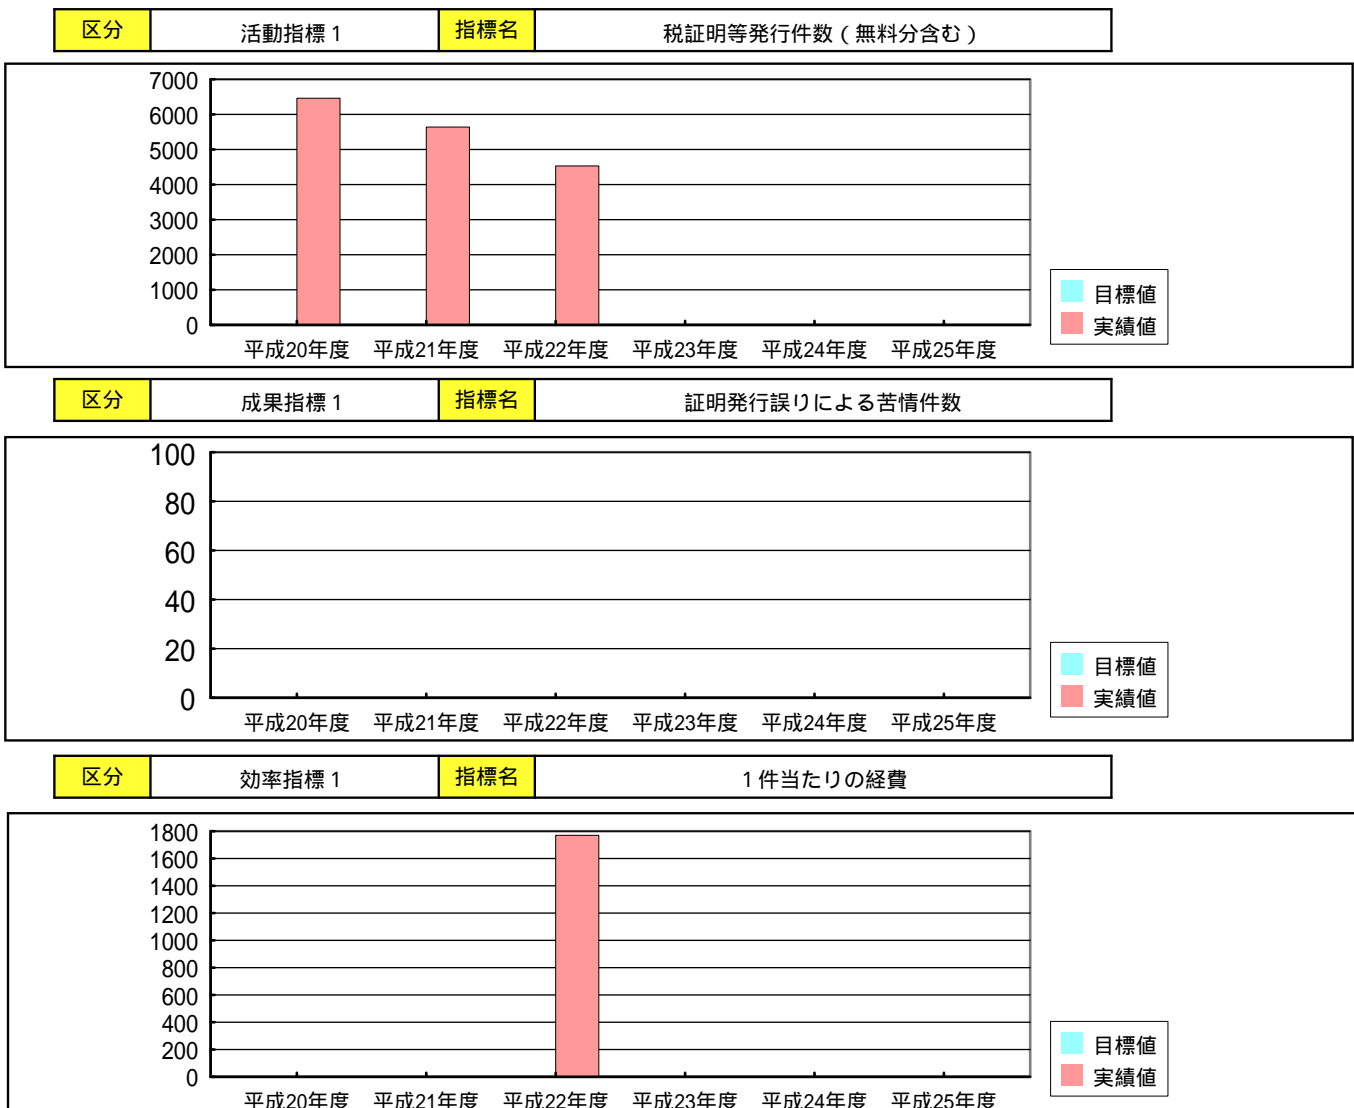 区分 活動指標1 指標名 税証明等発行件数(無料分含む)
7000
6000
5000
4000
3000
2000
1000
0
平成20年度 平成21年度 平成22年度 平成23年度 平成24年度 平成25年度
目標値
実績値
区分 成果指標1 指標名 証明発行誤りによる苦情件数
100
80
60
40
20
0
平成20年度 平成21年度 平成22年度 平成23年度 平成24年度 平成25年度
目標値
実績値
区分 効率指標1 指標名 1件当たりの経費
1800
1600
1400
1200
1000
800
600
400
200
0
平成20年度 平成21年度 平成22年度 平成23年度 平成24年度 平成25年度
目標値
実績値